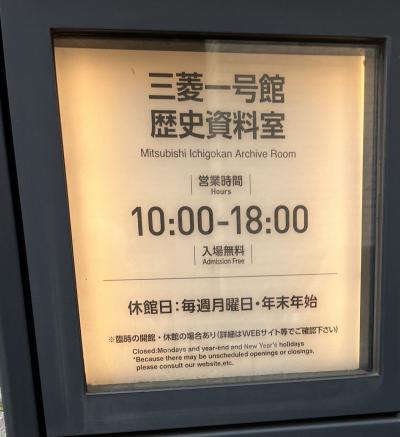 三菱一号館
歴史資料室
Mitsubishi Ichigokan Archive Room
営業時間
Hours
10:00-18:00
入場無料
Admission Free
休館日：毎週月曜日・年末年始
※臨時の開館・休館の場合あり（詳細はWEBサイト等でご確認下さい）
Closed:Mondays and year-end and New Year's holidays
*Because there may be unscheduled openings or closings,
please consult our website,etc.